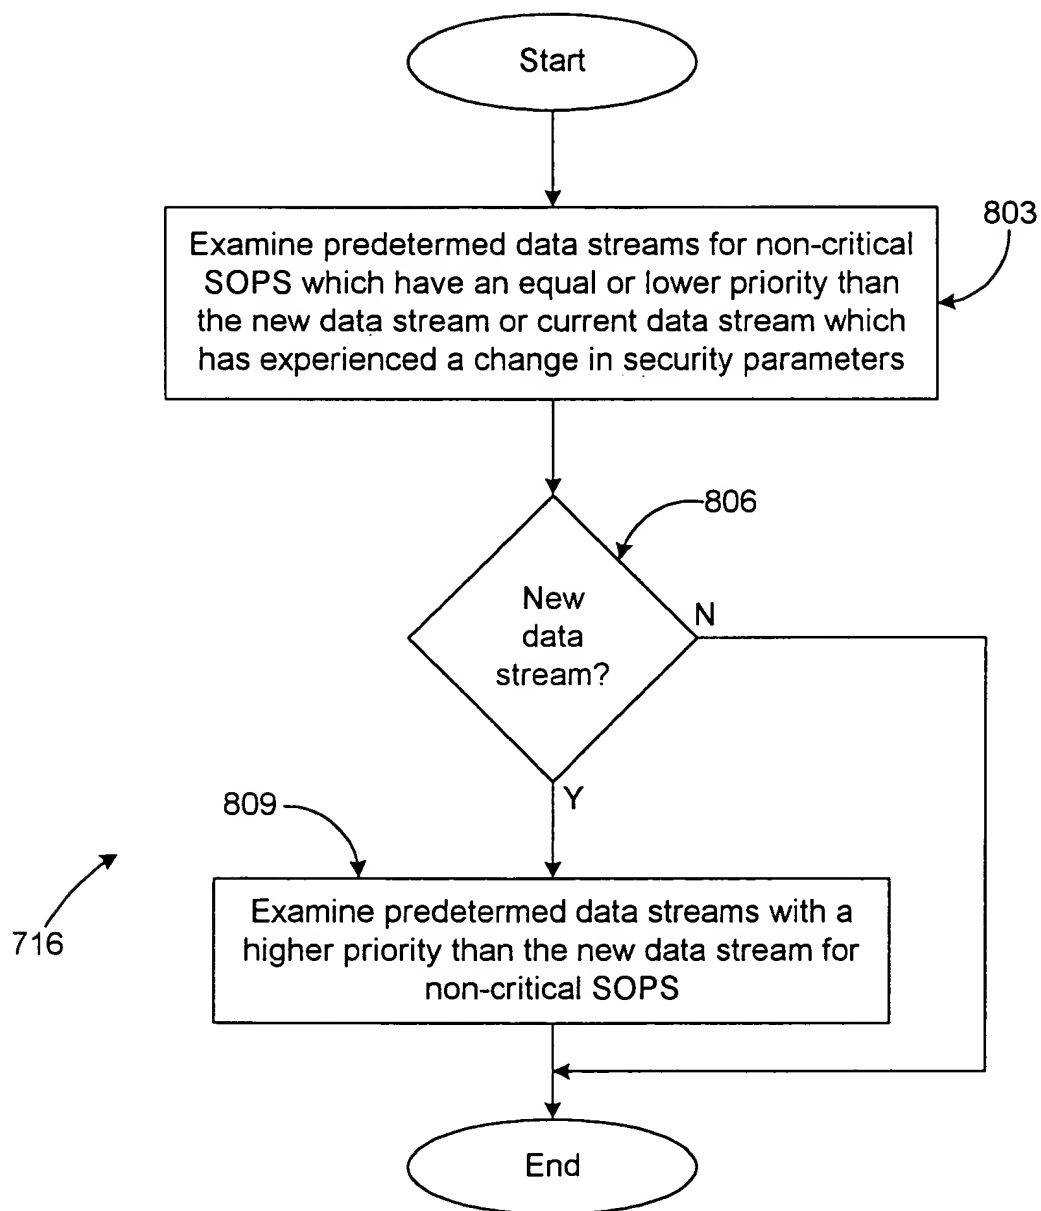 Start
803
Examine predetermed data streams for non-critical
SOPS which have an equal or lower priority than
the new data stream or current data stream which
has experienced a change in security parameters
806
New
data
stream?
N
Y
809
716
Examine predetermed data streams with a
higher priority than the new data stream for
non-critical SOPS
End